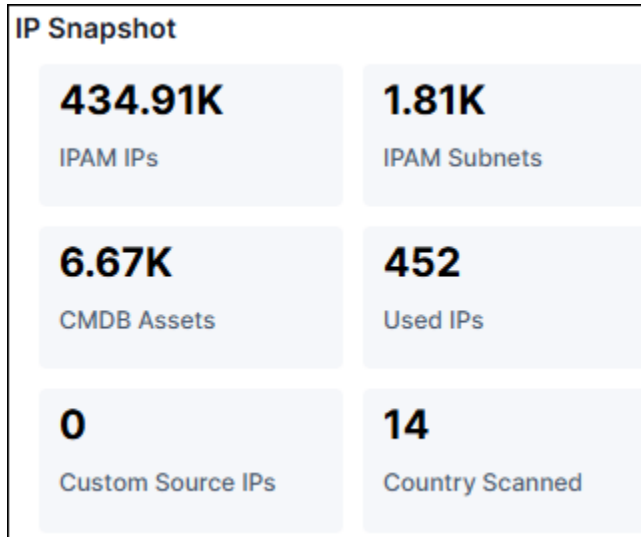 IP Snapshot
434.91K
IPAM IPs
1.81K
IPAM Subnets
6.67K
CMDB Assets
452
Used IPs
0
Custom Source IPs
14
Country Scanned